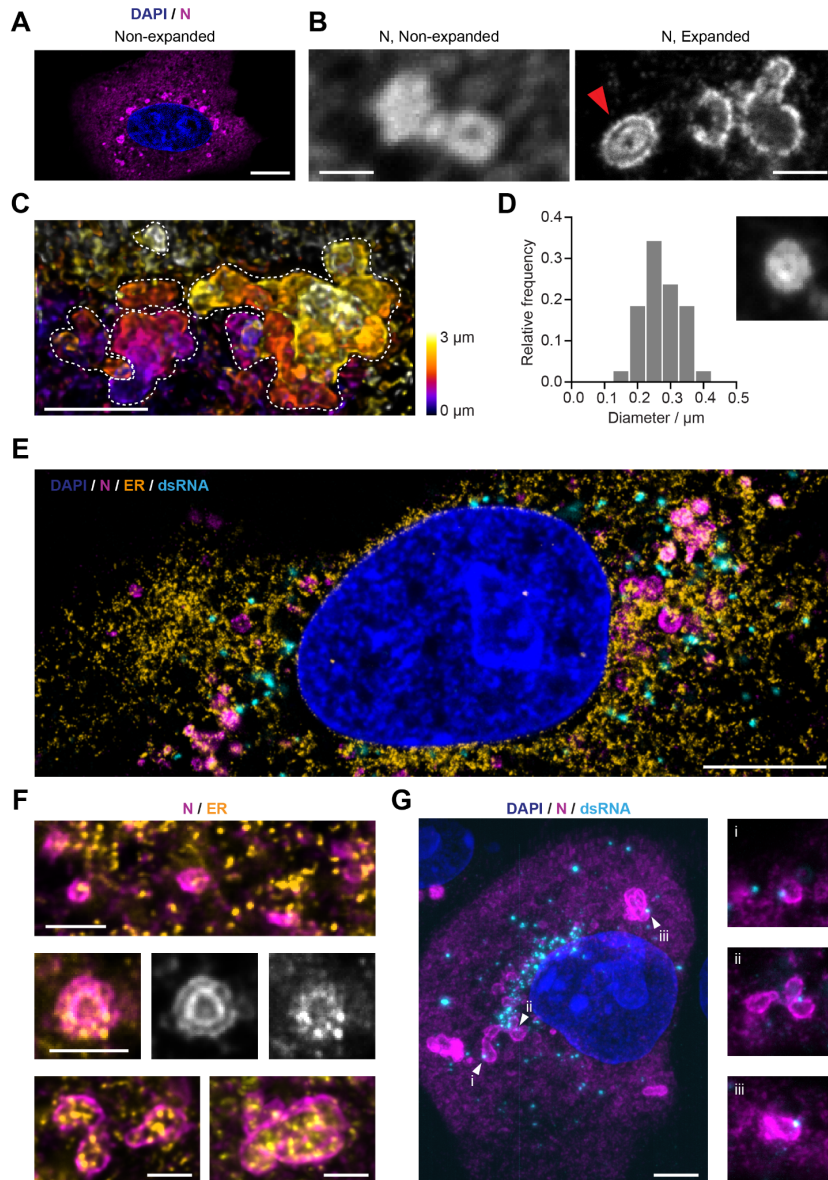 A
DAPI / N
Non-expanded
B
N, Non-expanded
N, Expanded
C
3 µm
0 µm
D
Relative frequency
0.4
0.3
0.2
0.1
0.0
0.0 0.1 0.2 0.3 0.4 0.5
Diameter / µm
E
DAPI / N / ER / dsRNA
F
N / ER
G
DAPI / N / dsRNA
iii
ii
i
i
ii
iii